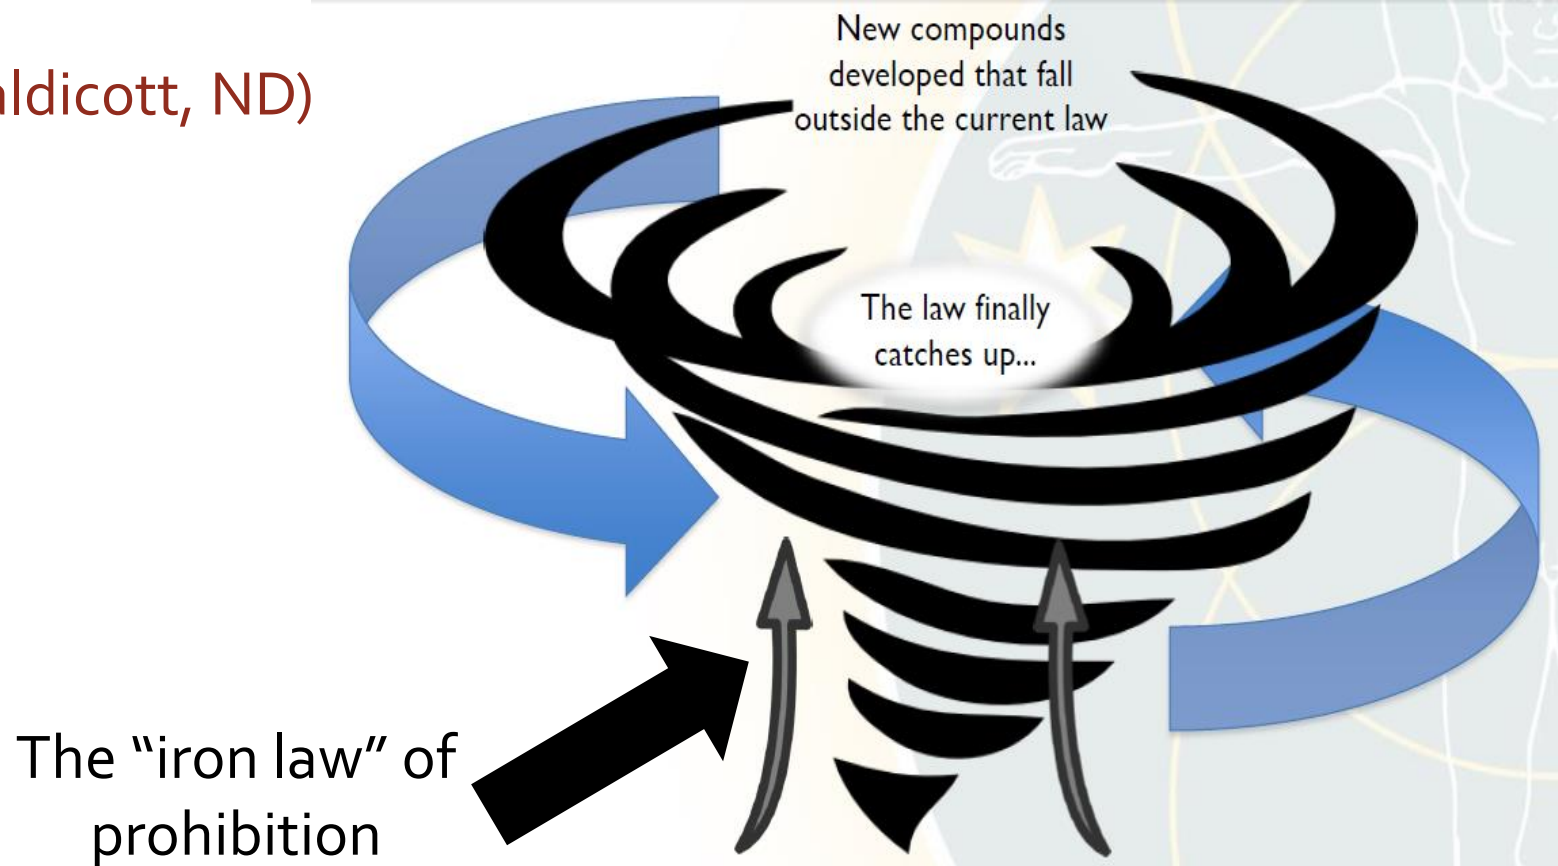 New compounds
developed that fall
outside the current law
aldicott, ND)
The law finally
catches up...
The “iron law” of
prohibition